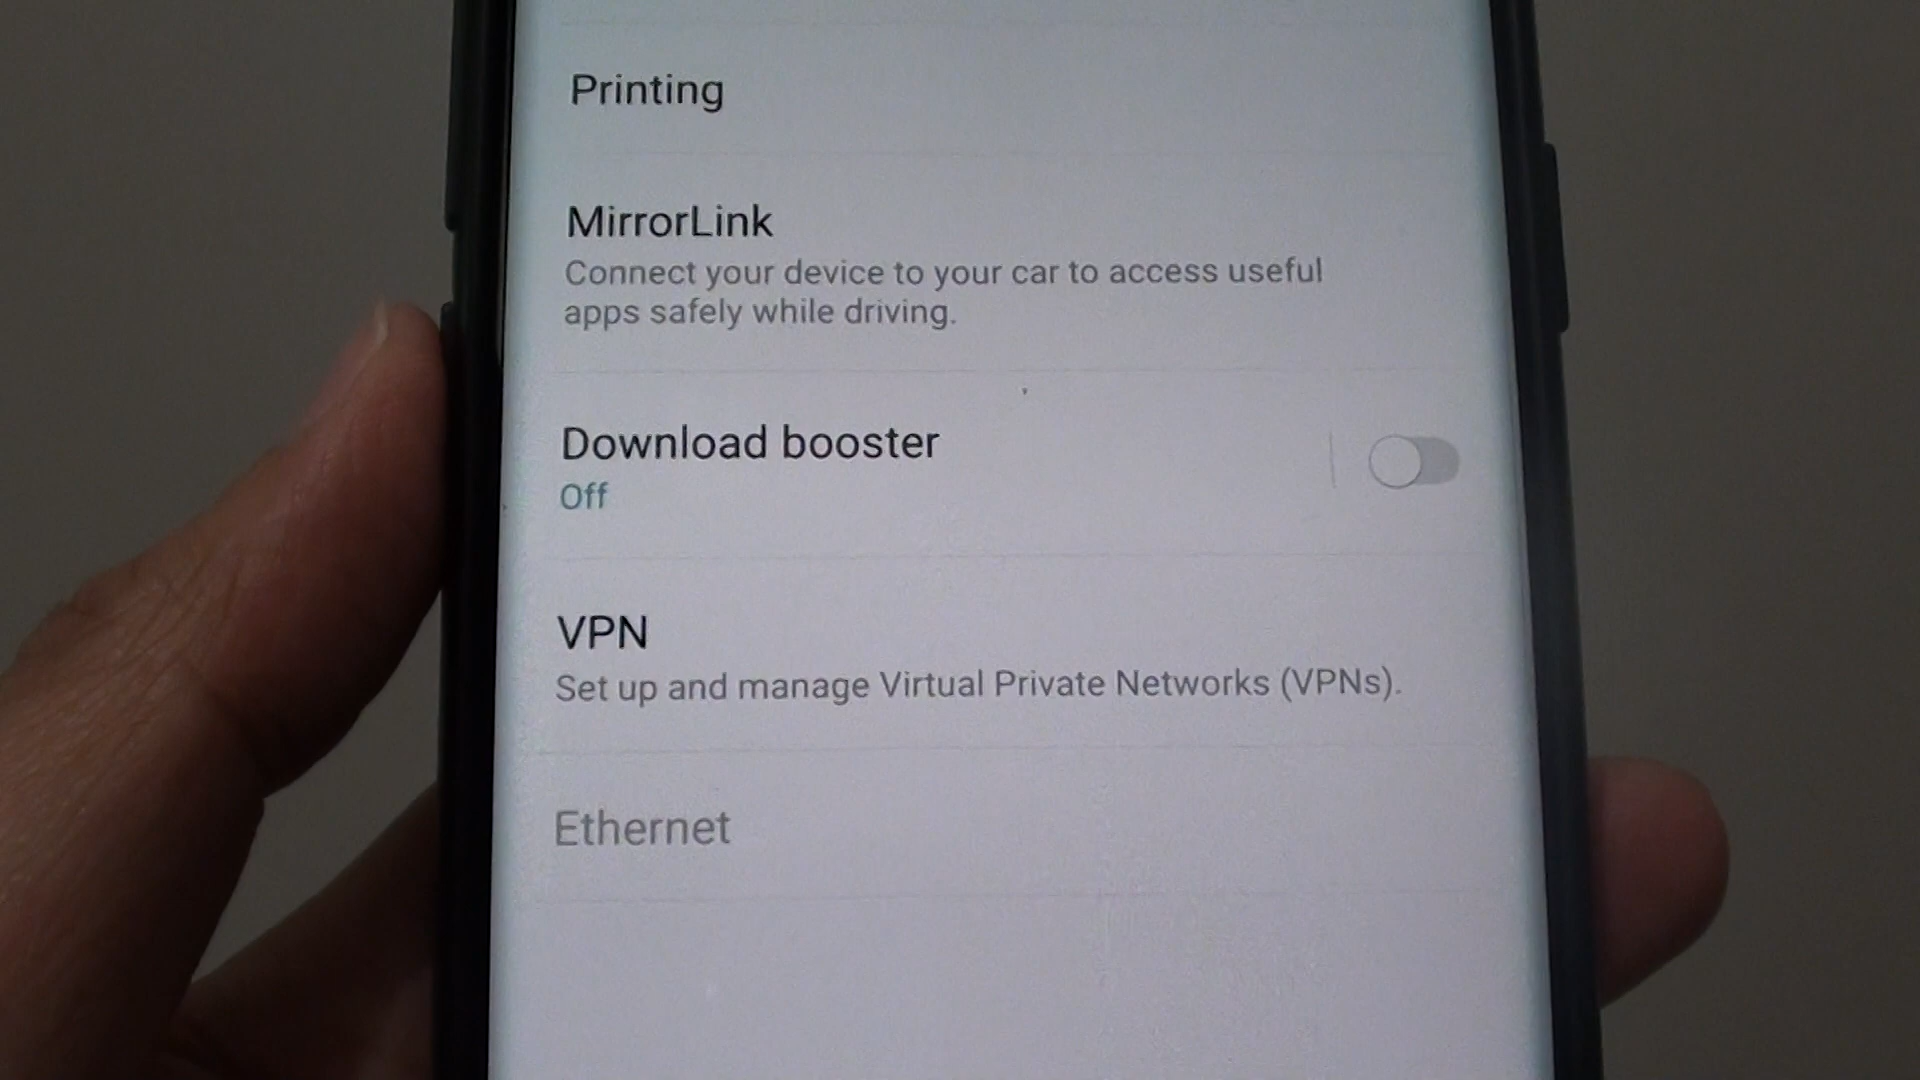 Printing
MirrorLink
Connect your device to your car to access useful
apps safely while driving.
Download booster
Off
VPN
Set up and manage Virtual Private Networks (VPNs).
Ethernet